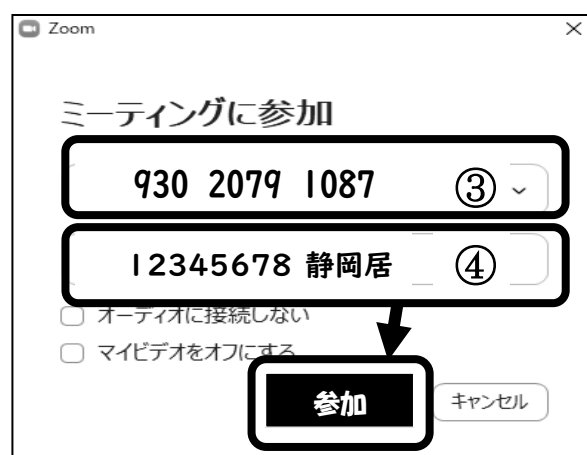 Zoom
ミーティングに参加
930 2079 1087 ③
12345678 静岡居 ④
オーディオに接続しない
マイビデオをオフにする
参加 キャンセル